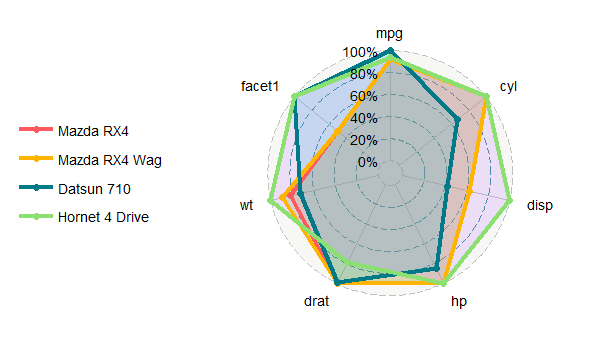 Mazda RX4
Mazda RX4 Wag
Datsun 710
Hornet 4 Drive
mpg
cyl
disp
hp
drat
wt
facet1
100%
80%
60%
40%
20%
0%